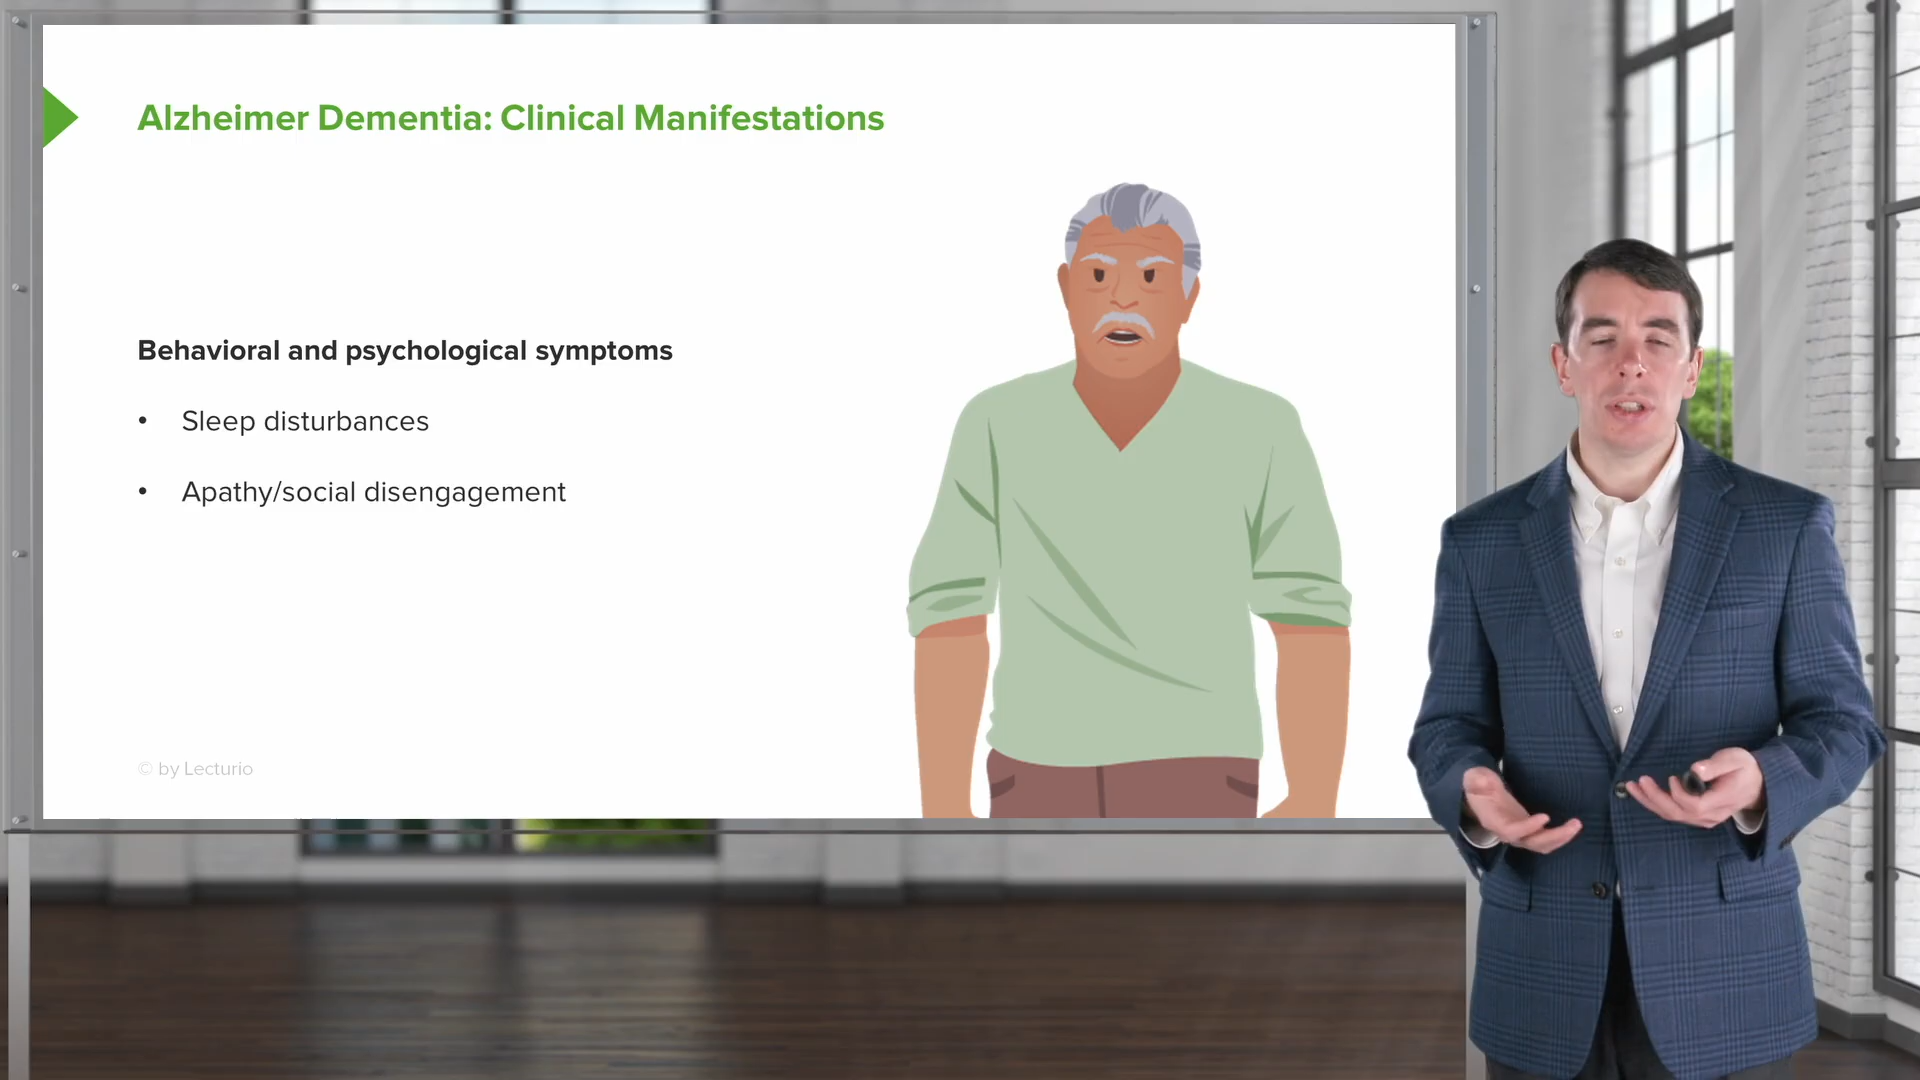 Alzheimer Dementia: Clinical Manifestations
Behavioral and psychological symptoms
• Sleep disturbances
• Apathy/social disengagement
© by Lecturio